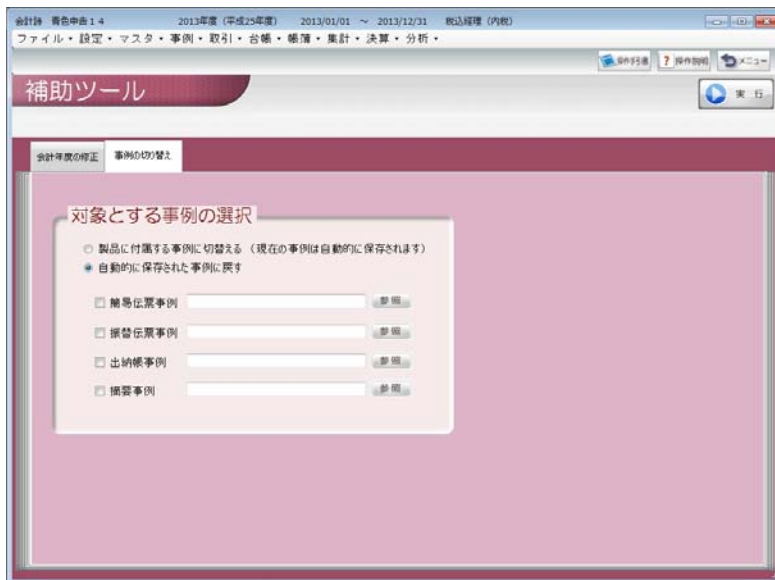 会計時 青色申告14 2013年度（平成25年度） 2013/01/01 ～ 2013/12/31 税込経理（内税）
ファイル・設定・マスタ・事例・取引・台帳・帳簿・集計・決算・分析・
? 操作説明 メニュー
補助ツール
実 行
会計年度の修正 事例の切り替え
対象とする事例の選択
製品に付属する事例に切替える （現在の事例は自動的に保存されます）
自動的に保存された事例に戻す
簡易伝票事例 参照
振替伝票事例 参照
出納帳事例 参照
摘要事例 参照